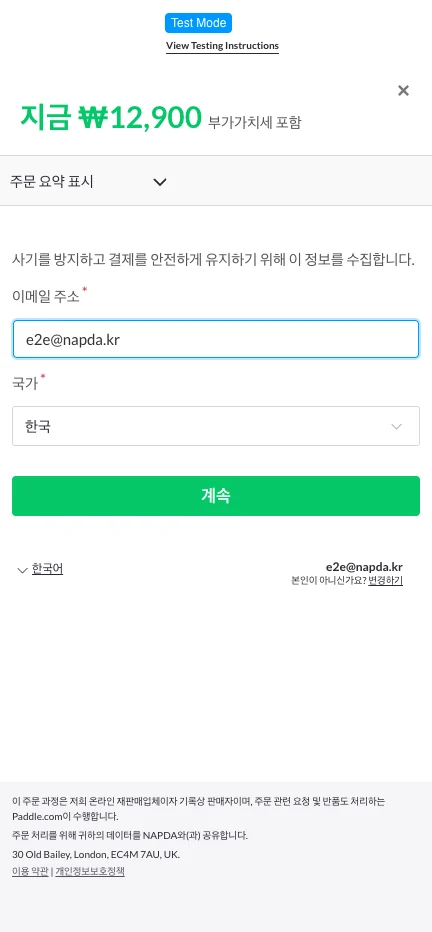 Test Mode
View Testing Instructions
지금 ₩12,900 부가가치세 포함
주문 요약 표시
사기를 방지하고 결제를 안전하게 유지하기 위해 이 정보를 수집합니다.
이메일 주소 *
e2e@napda.kr
국가 *
한국
계속
한국어
e2e@napda.kr
본인이 아니신가요? 변경하기
이 주문 과정은 저희 온라인 재판매업체이자 기록상 판매자이며, 주문 관련 요청 및 반품도 처리하는
Paddle.com이 수행합니다.
주문 처리를 위해 귀하의 데이터를 NAPDA와(과) 공유합니다.
30 Old Bailey, London, EC4M 7AU, UK.
이용 약관 | 개인정보보호정책